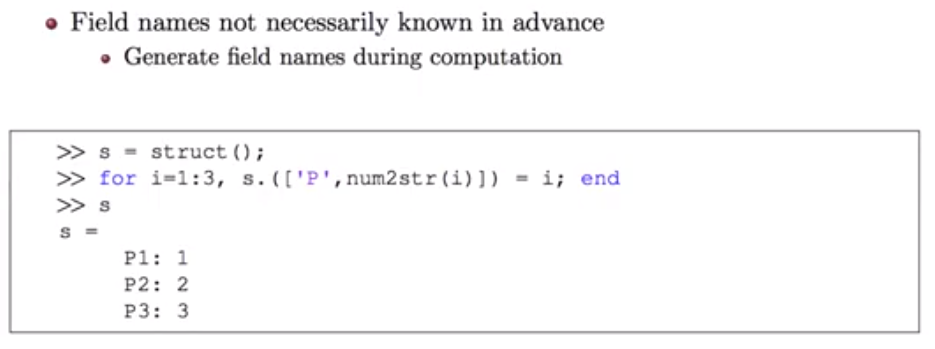 • Field names not necessarily known in advance
• Generate field names during computation
>> s = struct();
>> for i=1:3, s.(['P',num2str(i)]) = i; end
>> s
s =
P1: 1
P2: 2
P3: 3